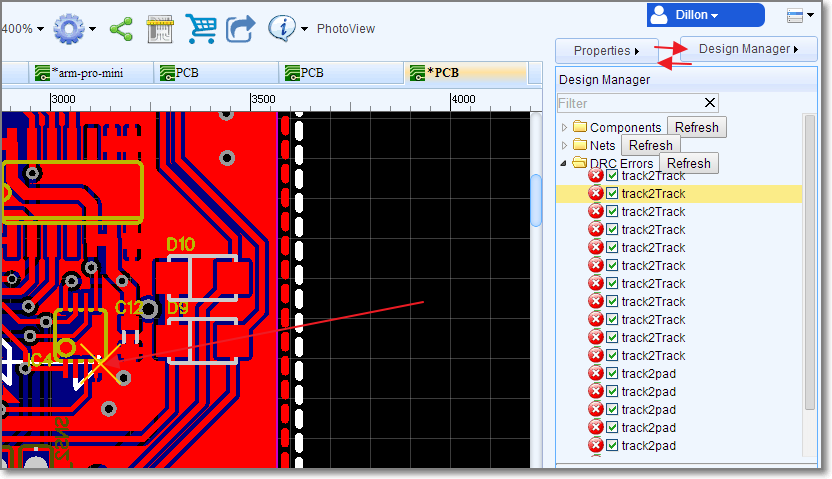 400% PhotoView Dillon
Properties Design Manager
*arm-pro-mini PCB PCB *PCB
Design Manager
3000 3500 4000
Filter
Components Refresh
Nets Refresh
DRC Errors Refresh
track2Track
track2Track
track2Track
track2Track
track2Track
track2Track
track2Track
track2Track
track2Track
track2Track
track2Track
track2pad
track2pad
track2pad
track2pad
track2pad
D10
C12 D9
IC4